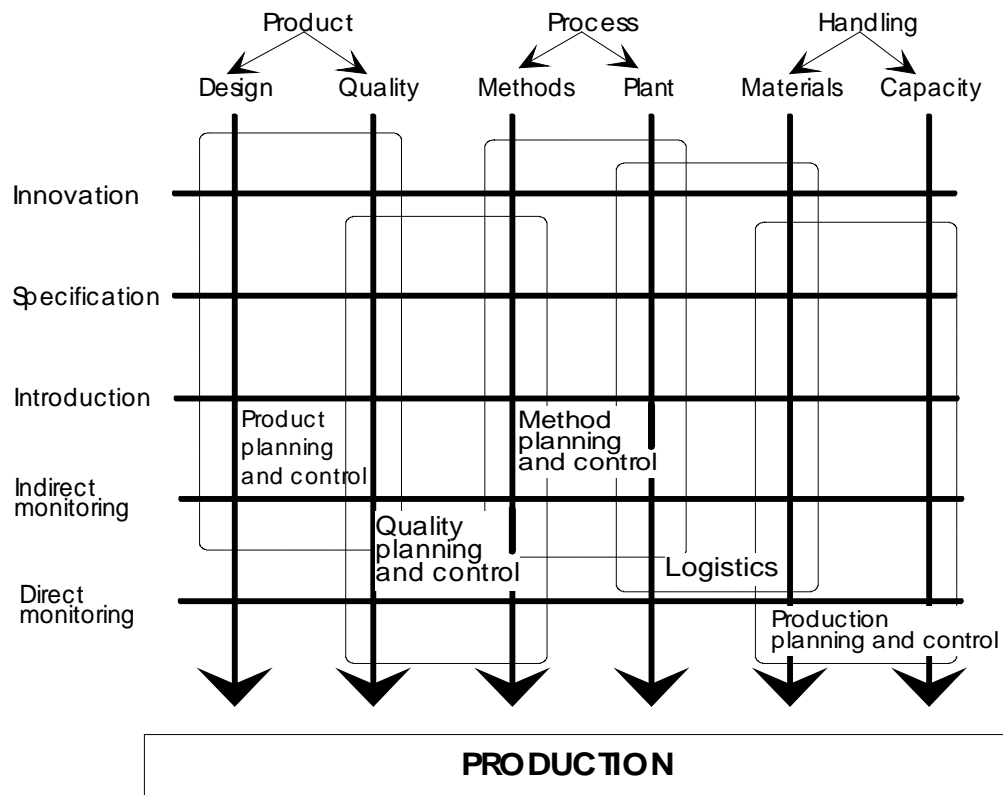 Product Process Handling
Design Quality Methods Plant Materials Capacity
Innovation
Specification
Introduction
Product
planning
and control
Method
planning
and control
Indirect
monitoring
Quality
planning
and control
Logistics
Direct
monitoring
Production
planning and control
PRODUCTION